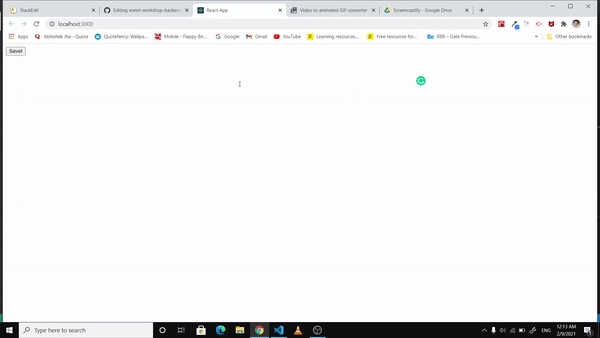 StackEdit
Editing event-workshop-backen
React App
Video to animated GIF converter
Screencastify - Google Drive
localhost:3000
Apps
Abhishek Jha - Quora
Quotefancy: Wallpa...
Mobile - Flappy Bir...
Google
Gmail
YouTube
Learning resources...
Free resources for...
RBR – Gate Previou...
»
Other bookmarks
Save!
Type here to search
ENG
12:13 AM
2/9/2021